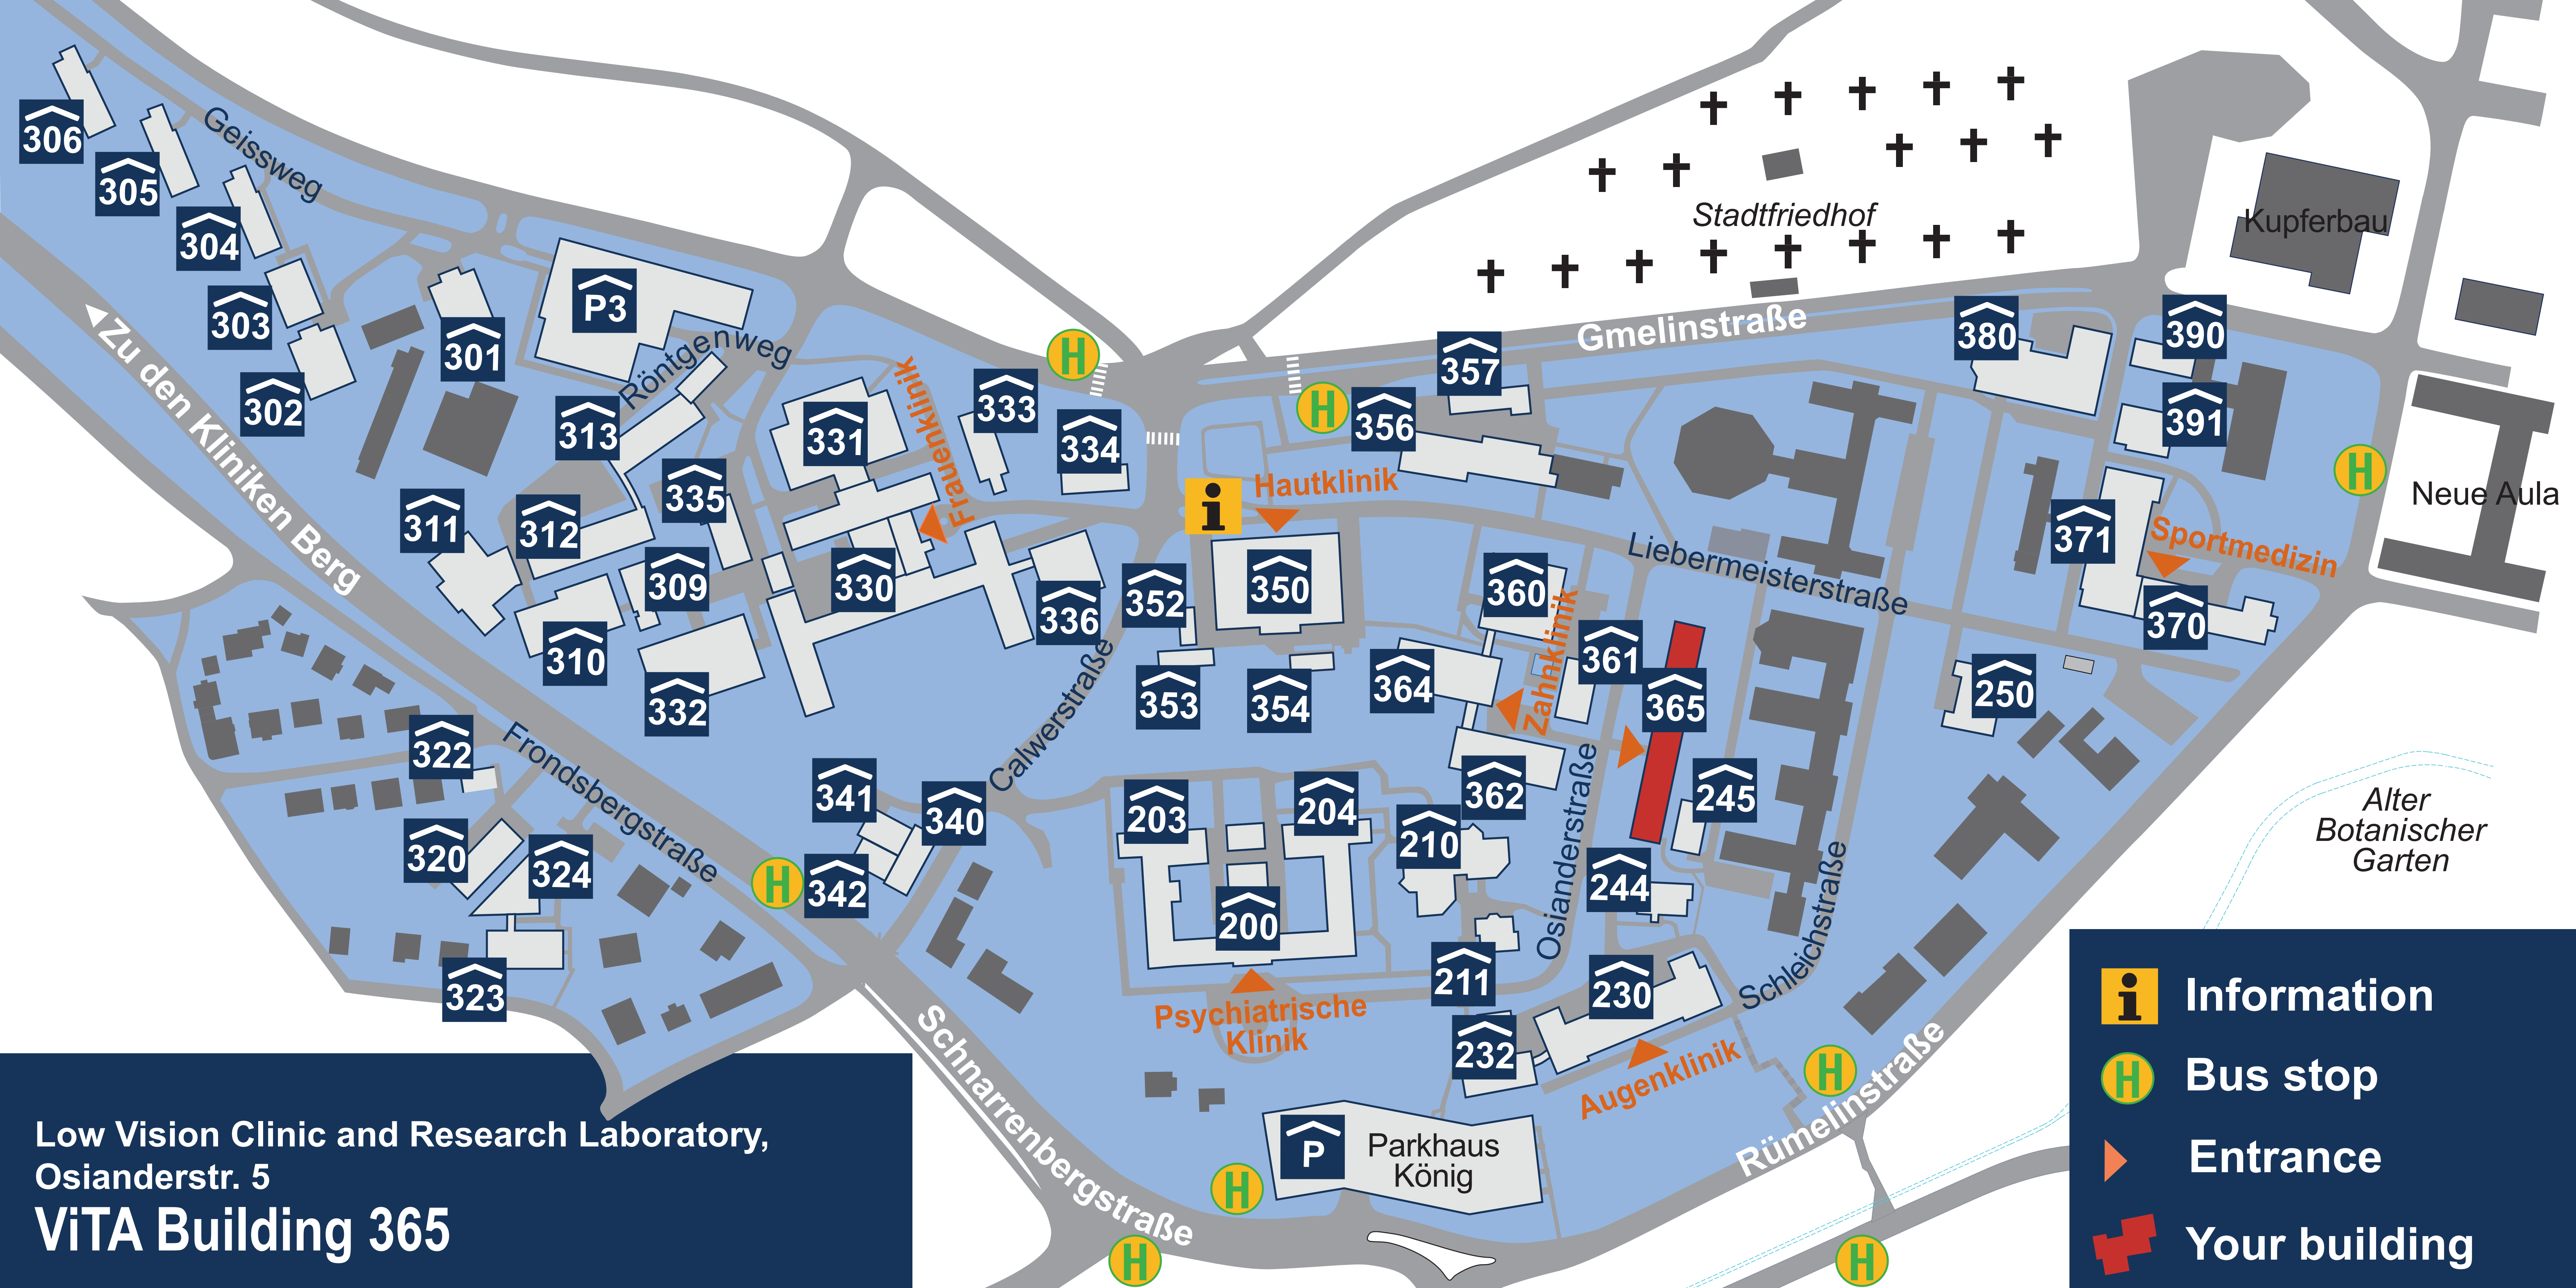 306
305
304
303
302
Geissweg
301
P3
Röntgenweg
313
335
331
Frauenklinik
333
H
334
Zu den Kliniken Berg
311
312
309
310
332
330
336
i
Hautklinik
H
356
357
Gmelinstraße
Stadtfriedhof
Kupferbau
380
390
391
H
Neue Aula
371
Sportmedizin
370
Liebermeisterstraße
352
350
353
354
360
Zahnklinik
361
364
365
362
250
245
244
Calwerstraße
322
Frondsbergstraße
320
324
323
341
340
H
342
203
204
200
210
211
Osianderstraße
Schleichstraße
230
232
Psychiatrische
Klinik
Augenklinik
Schnarrenbergstraße
P
Parkhaus
König
H
H
H
H
Rümelinstraße
Alter
Botanischer
Garten
Low Vision Clinic and Research Laboratory,
Osianderstr. 5
ViTA Building 365
i Information
H Bus stop
Entrance
Your building